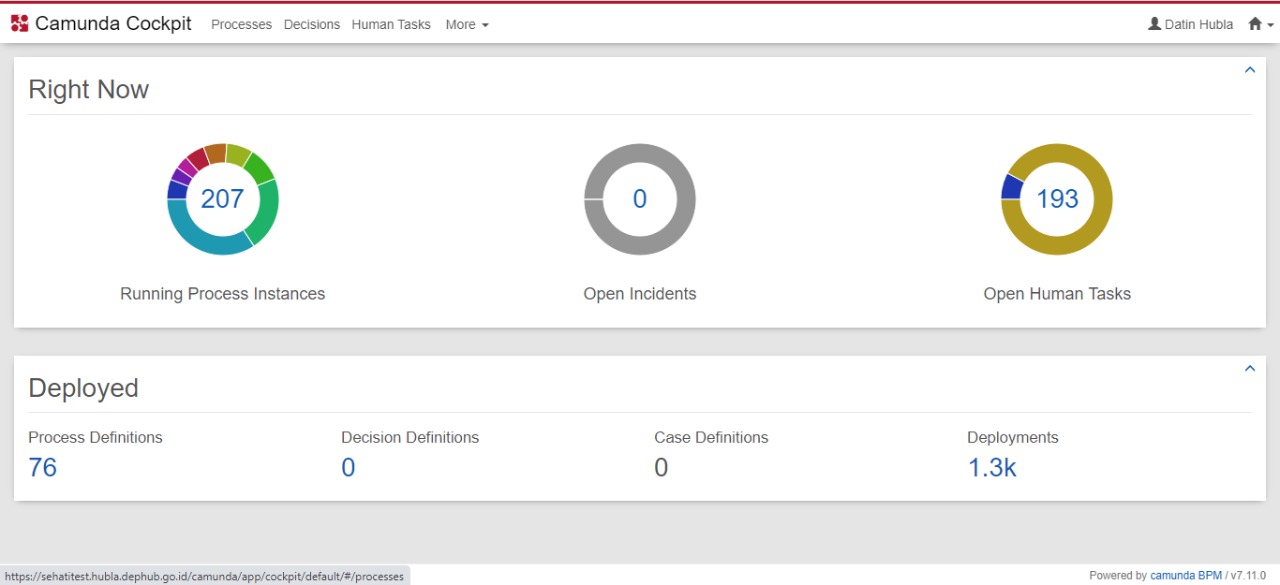 Camunda Cockpit Processes Decisions Human Tasks More Datin Hubla
Right Now
207 0 193
Running Process Instances Open Incidents Open Human Tasks
Deployed
Process Definitions Decision Definitions Case Definitions Deployments
76 0 0 1.3k
https://sehatitest.hubla.dephub.go.id/camunda/app/cockpit/default/#/processes Powered by camunda BPM / v7.11.0